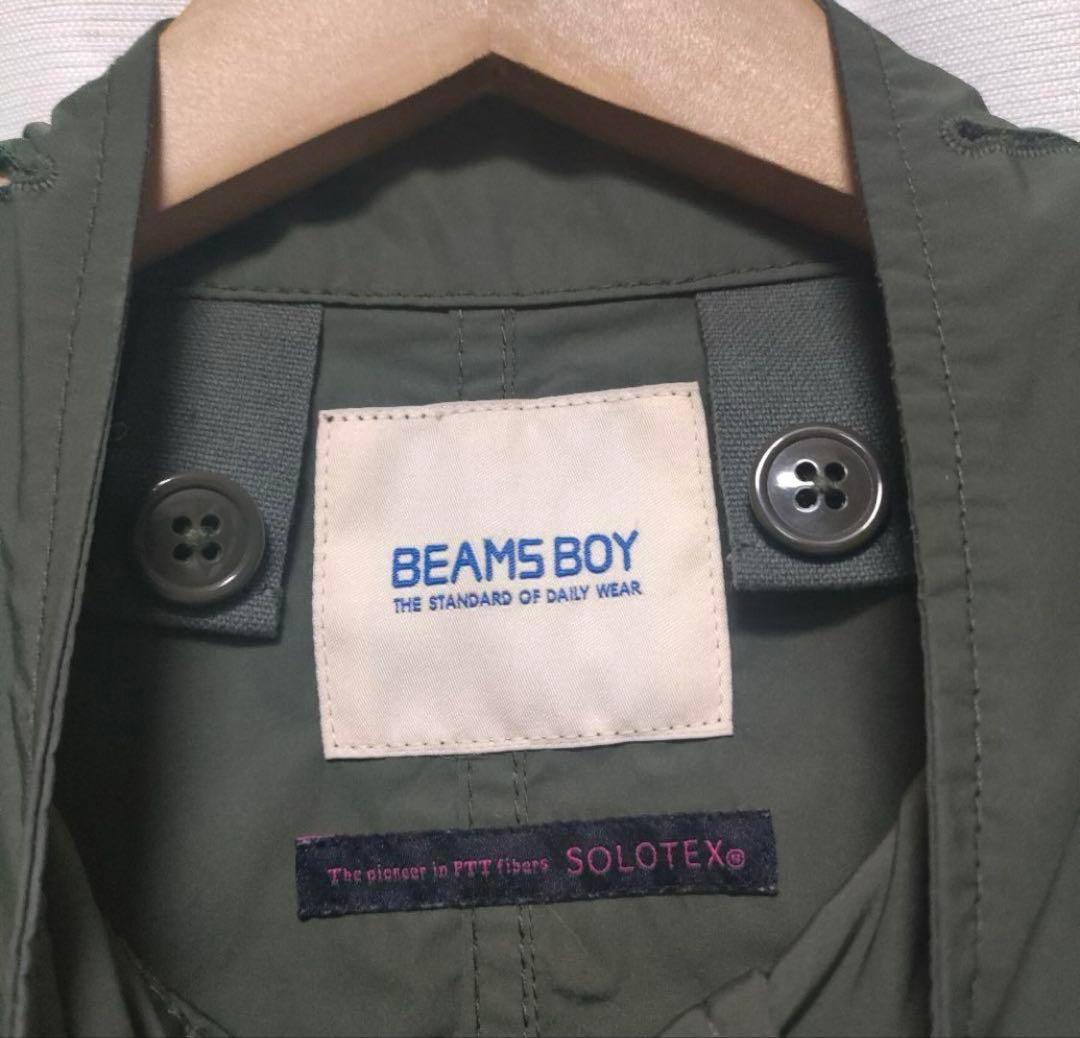 BEAMS BOY
THE STANDARD OF DAILY WEAR
The pioneer in PTT fibers SOLOTEX®